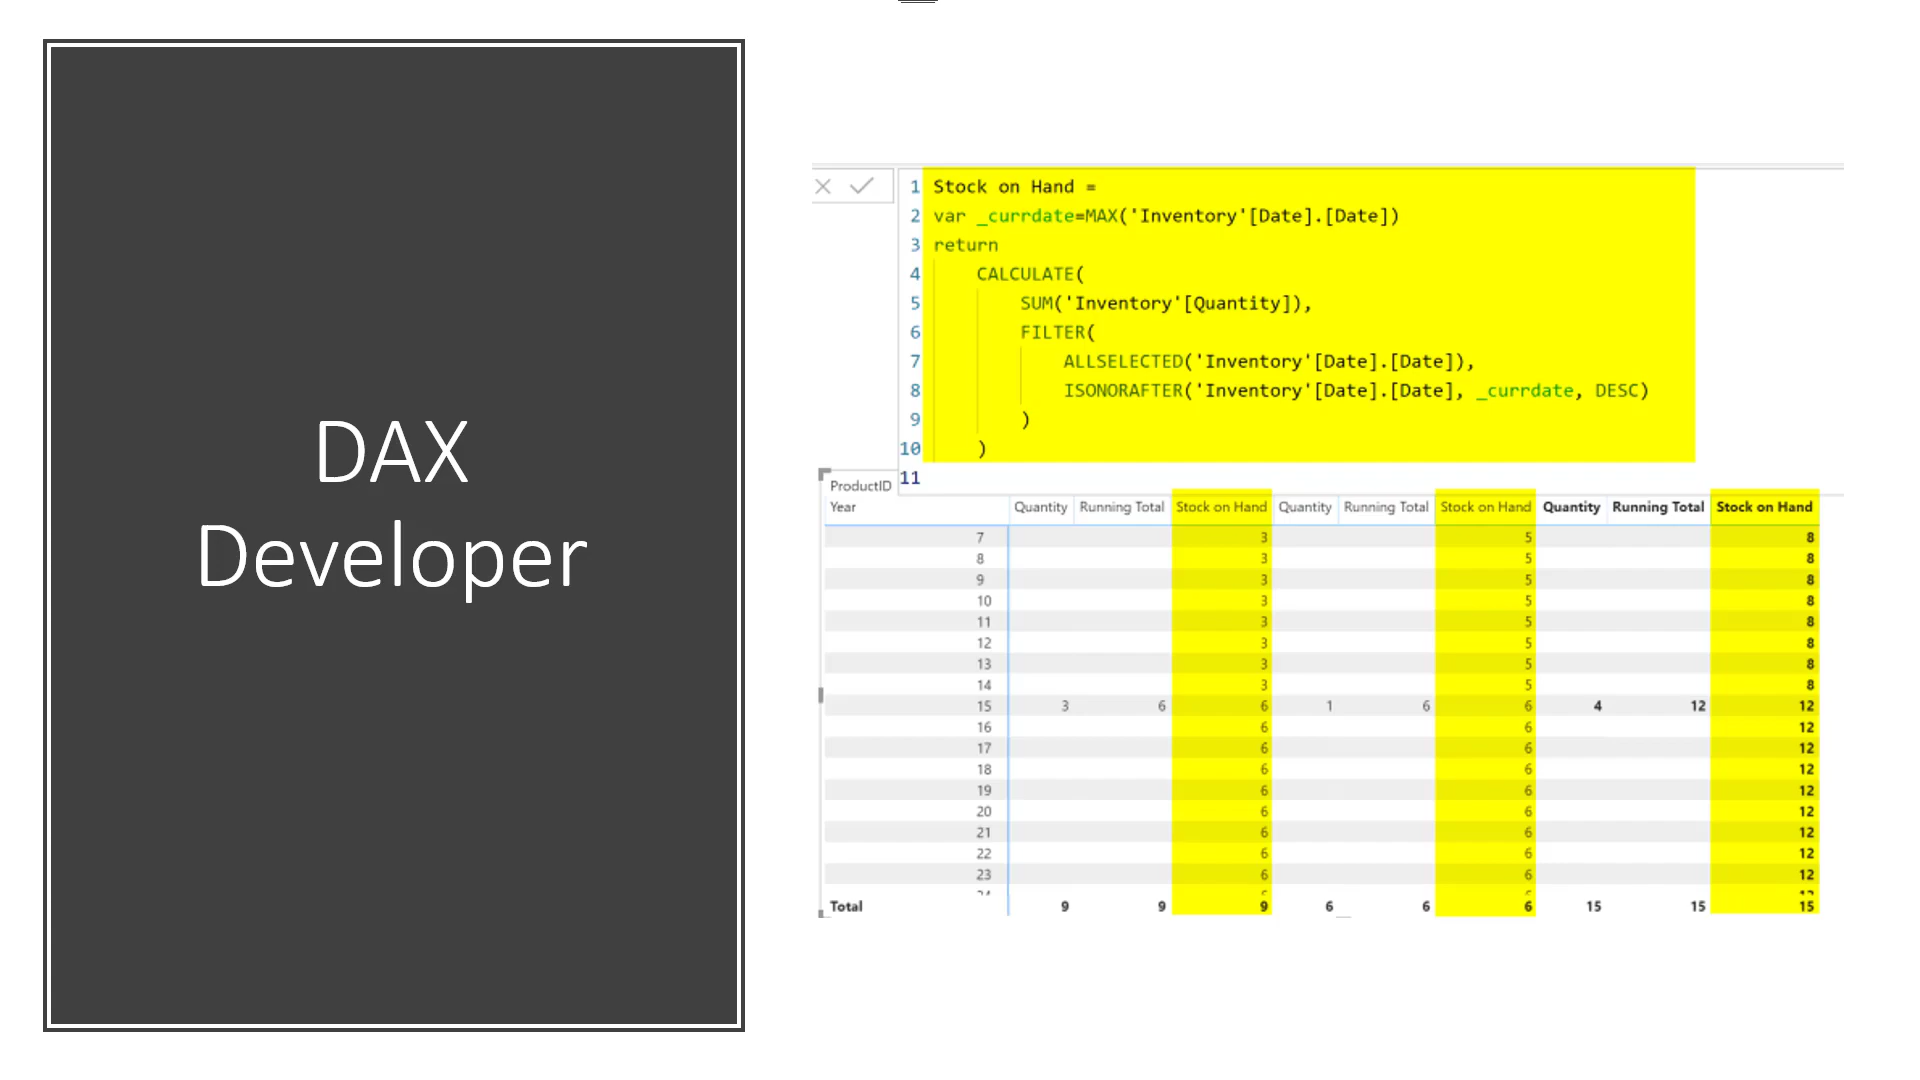 DAX
Developer
1 Stock on Hand =
2 var _currdate=MAX('Inventory'[Date].[Date])
3 return
4 CALCULATE(
5 SUM('Inventory'[Quantity]),
6 FILTER(
7 ALLSELECTED('Inventory'[Date].[Date]),
8 ISONORAFTER('Inventory'[Date].[Date], _currdate, DESC)
9 )
10 )
11
ProductID
Year Quantity Running Total Stock on Hand Quantity Running Total Stock on Hand Quantity Running Total Stock on Hand
7 3 5 8
8 3 5 8
9 3 5 8
10 3 5 8
11 3 5 8
12 3 5 8
13 3 5 8
14 3 5 8
15 3 6 6 1 6 6 4 12 12
16 6 6 12
17 6 6 12
18 6 6 12
19 6 6 12
20 6 6 12
21 6 6 12
22 6 6 12
23 6 6 12
Total 9 9 9 6 6 6 15 15 15